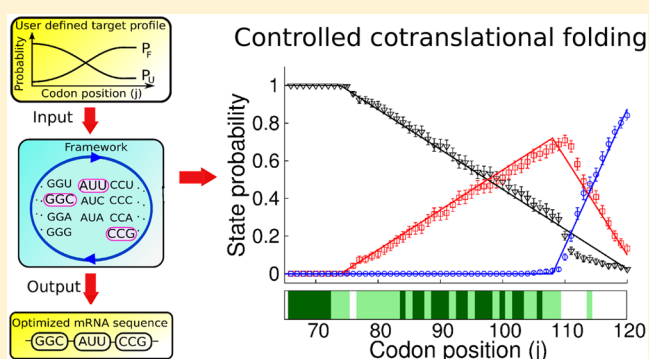 User defined target profile
Probablity
P_F
P_U
Codon position (j)
Input
Framework
GGU AUU CCU
GGC AUC CCC
GGA AUA CCA
GGG CCG
Output
Optimized mRNA sequence
GGC AUU CCG
Controlled cotranslational folding
State probability
1
0.8
0.6
0.4
0.2
0
70 80 90 100 110 120
Codon position (j)